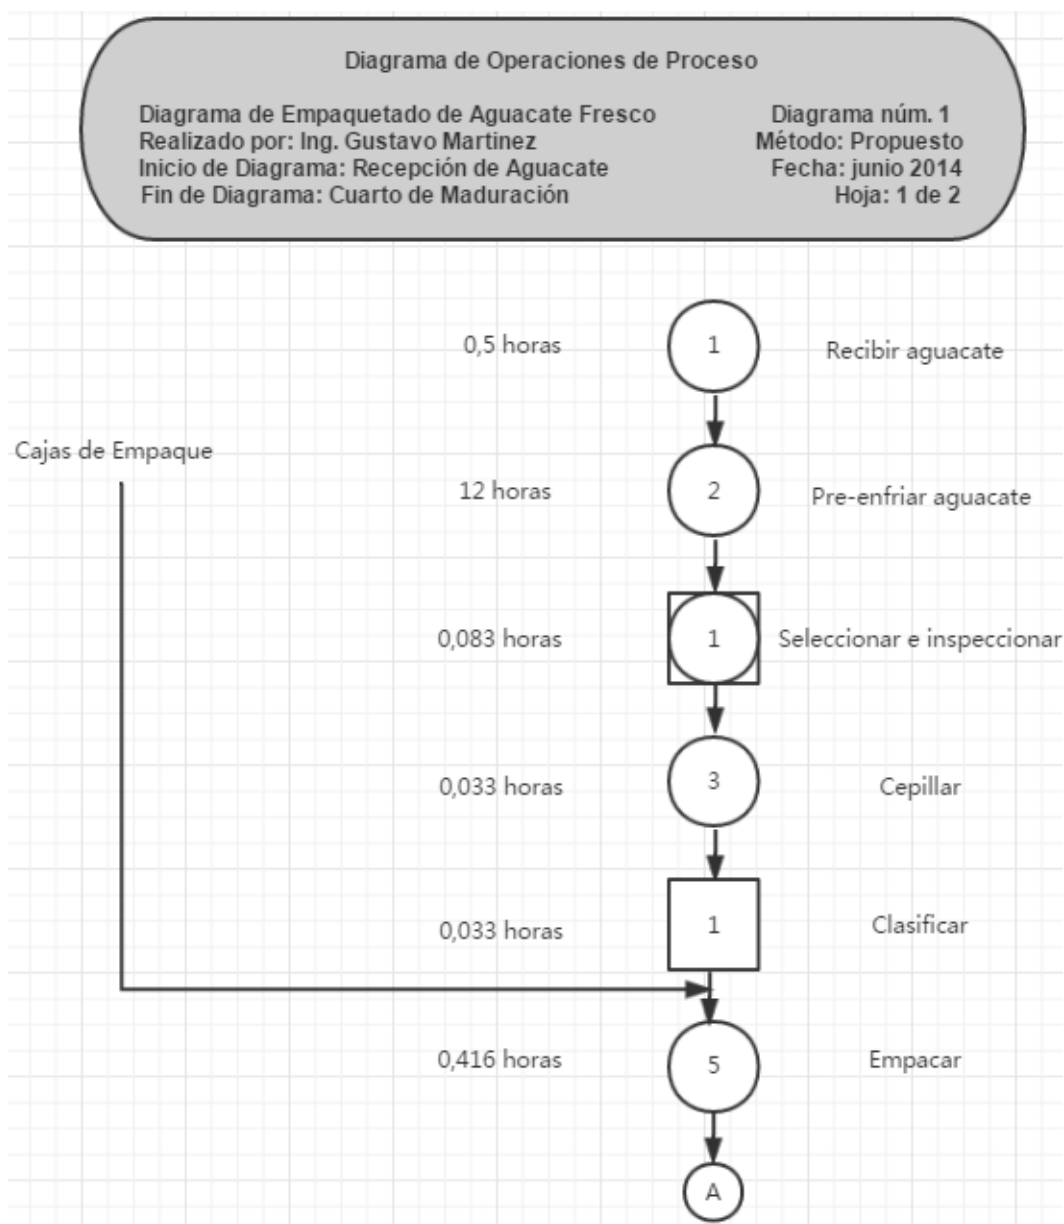 Diagrama de Operaciones de Proceso
Diagrama de Empaquetado de Aguacate Fresco Diagrama núm. 1
Realizado por: Ing. Gustavo Martinez Método: Propuesto
Inicio de Diagrama: Recepción de Aguacate Fecha: junio 2014
Fin de Diagrama: Cuarto de Maduración Hoja: 1 de 2
0,5 horas 1 Recibir aguacate
Cajas de Empaque
12 horas 2 Pre-enfriar aguacate
0,083 horas 1 Seleccionar e inspeccionar
0,033 horas 3 Cepillar
0,033 horas 1 Clasificar
0,416 horas 5 Empacar
A